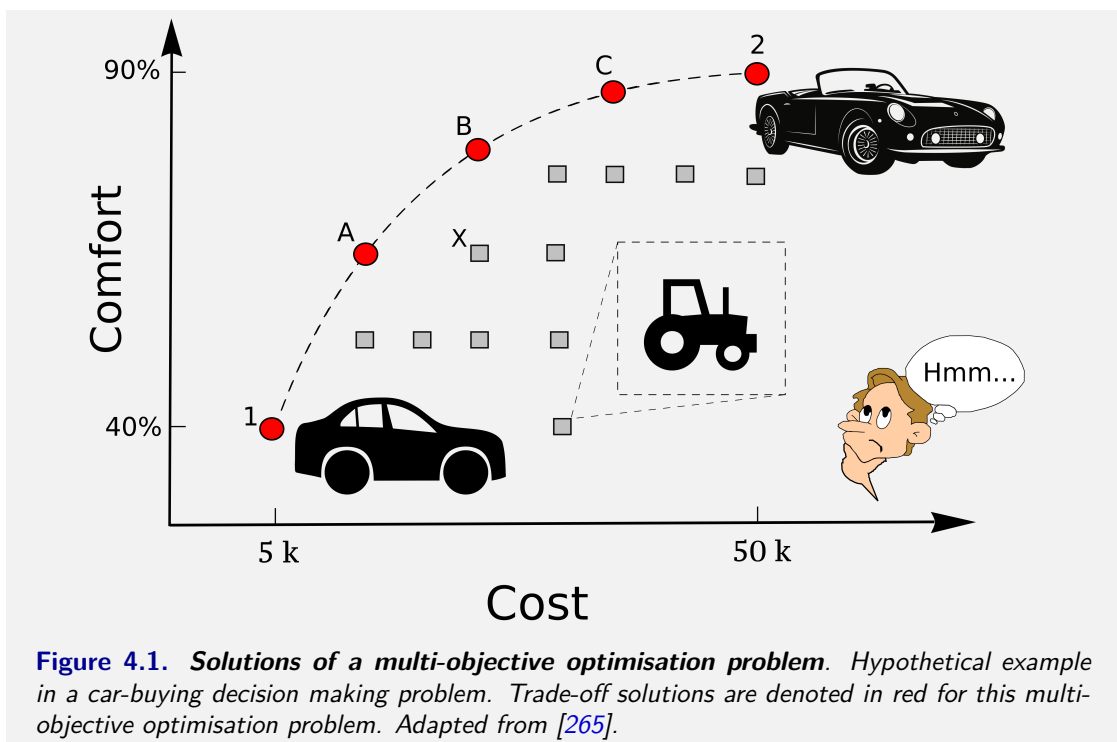 2
90%
C
B
A
X
Comfort
Hmm...
1
40%
5 k
50 k
Cost
Figure 4.1. Solutions of a multi-objective optimisation problem. Hypothetical example
in a car-buying decision making problem. Trade-off solutions are denoted in red for this multi-
objective optimisation problem. Adapted from [265].